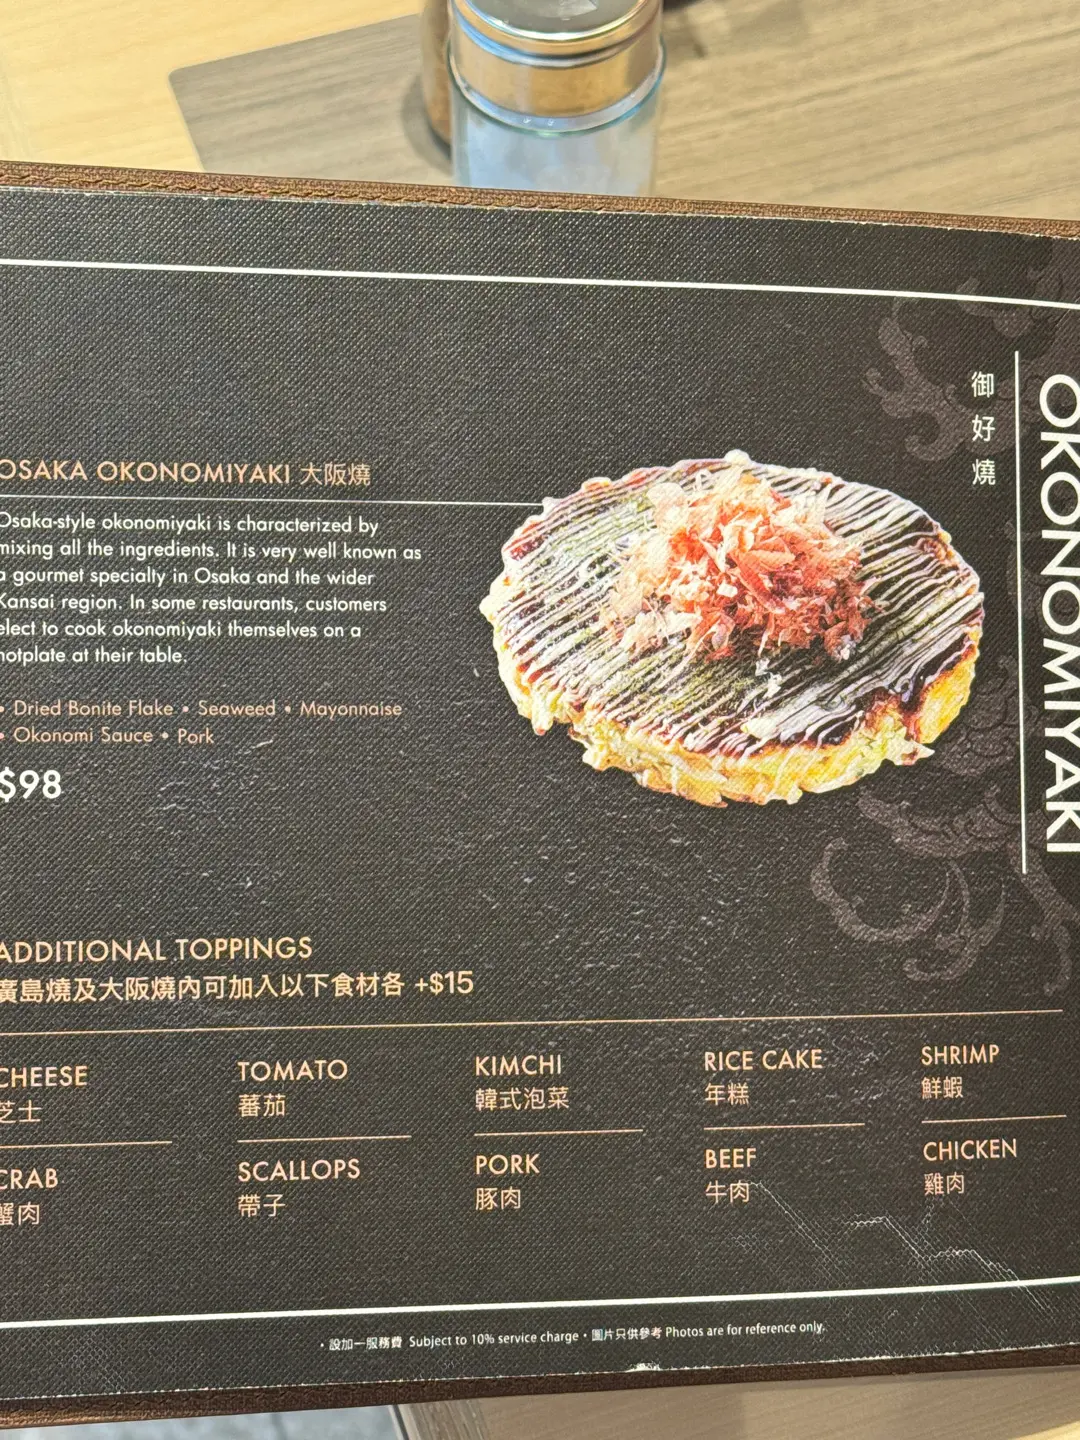 OSAKA OKONOMIYAKI 大阪燒
Osaka-style okonomiyaki is characterized by
mixing all the ingredients. It is very well known as
a gourmet specialty in Osaka and the wider
Kansai region. In some restaurants, customers
elect to cook okonomiyaki themselves on a
hotplate at their table.
• Dried Bonite Flake • Seaweed • Mayonnaise
• Okonomi Sauce • Pork
$98
御好燒
OKONOMIYAKI
ADDITIONAL TOPPINGS
廣島燒及大阪燒內可加入以下食材各 +$15
CHEESE
芝士
TOMATO
蕃茄
KIMCHI
韓式泡菜
RICE CAKE
年糕
SHRIMP
鮮蝦
CRAB
蟹肉
SCALLOPS
帶子
PORK
豚肉
BEEF
牛肉
CHICKEN
雞肉
• 設加一服務費 Subject to 10% service charge • 圖片只供參考 Photos are for reference only.